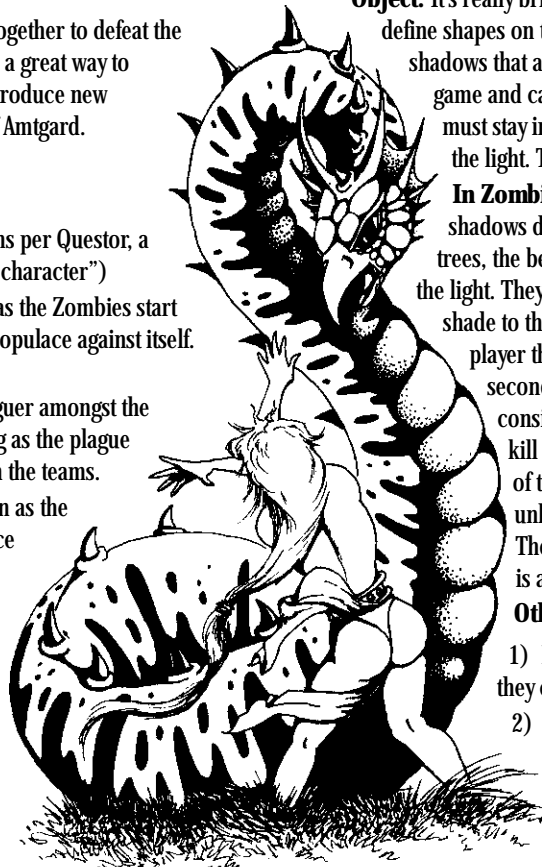 ogether to defeat the
a great way to
roduce new
Amtgard.
ns per Questor, a
character”)
as the Zombies start
opulace against itself.
guer amongst the
g as the plague
n the teams.
n as the
ce
Object: It's really bri
define shapes on t
shadows that a
game and ca
must stay in
the light. T
In Zombi
shadows d
trees, the be
the light. They
shade to th
player th
second
consi
kill
of t
unl
The
is a
Oth
1)
they c
2)